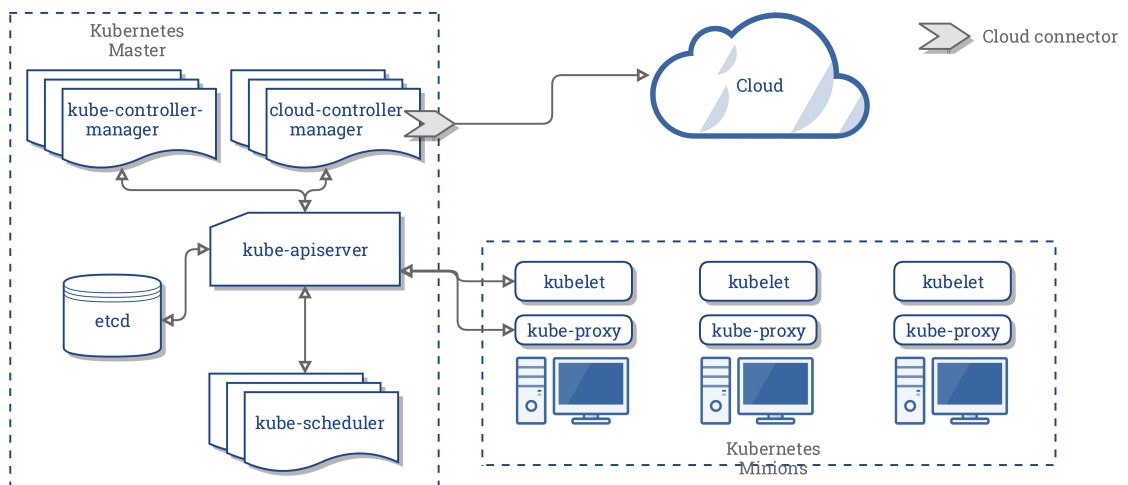 Kubernetes
Master
kube-controller-
manager
cloud-controller
manager
Cloud
Cloud connector
kube-apiserver
etcd
kube-scheduler
kubelet
kubelet
kubelet
kube-proxy
kube-proxy
kube-proxy
Kubernetes
Minions